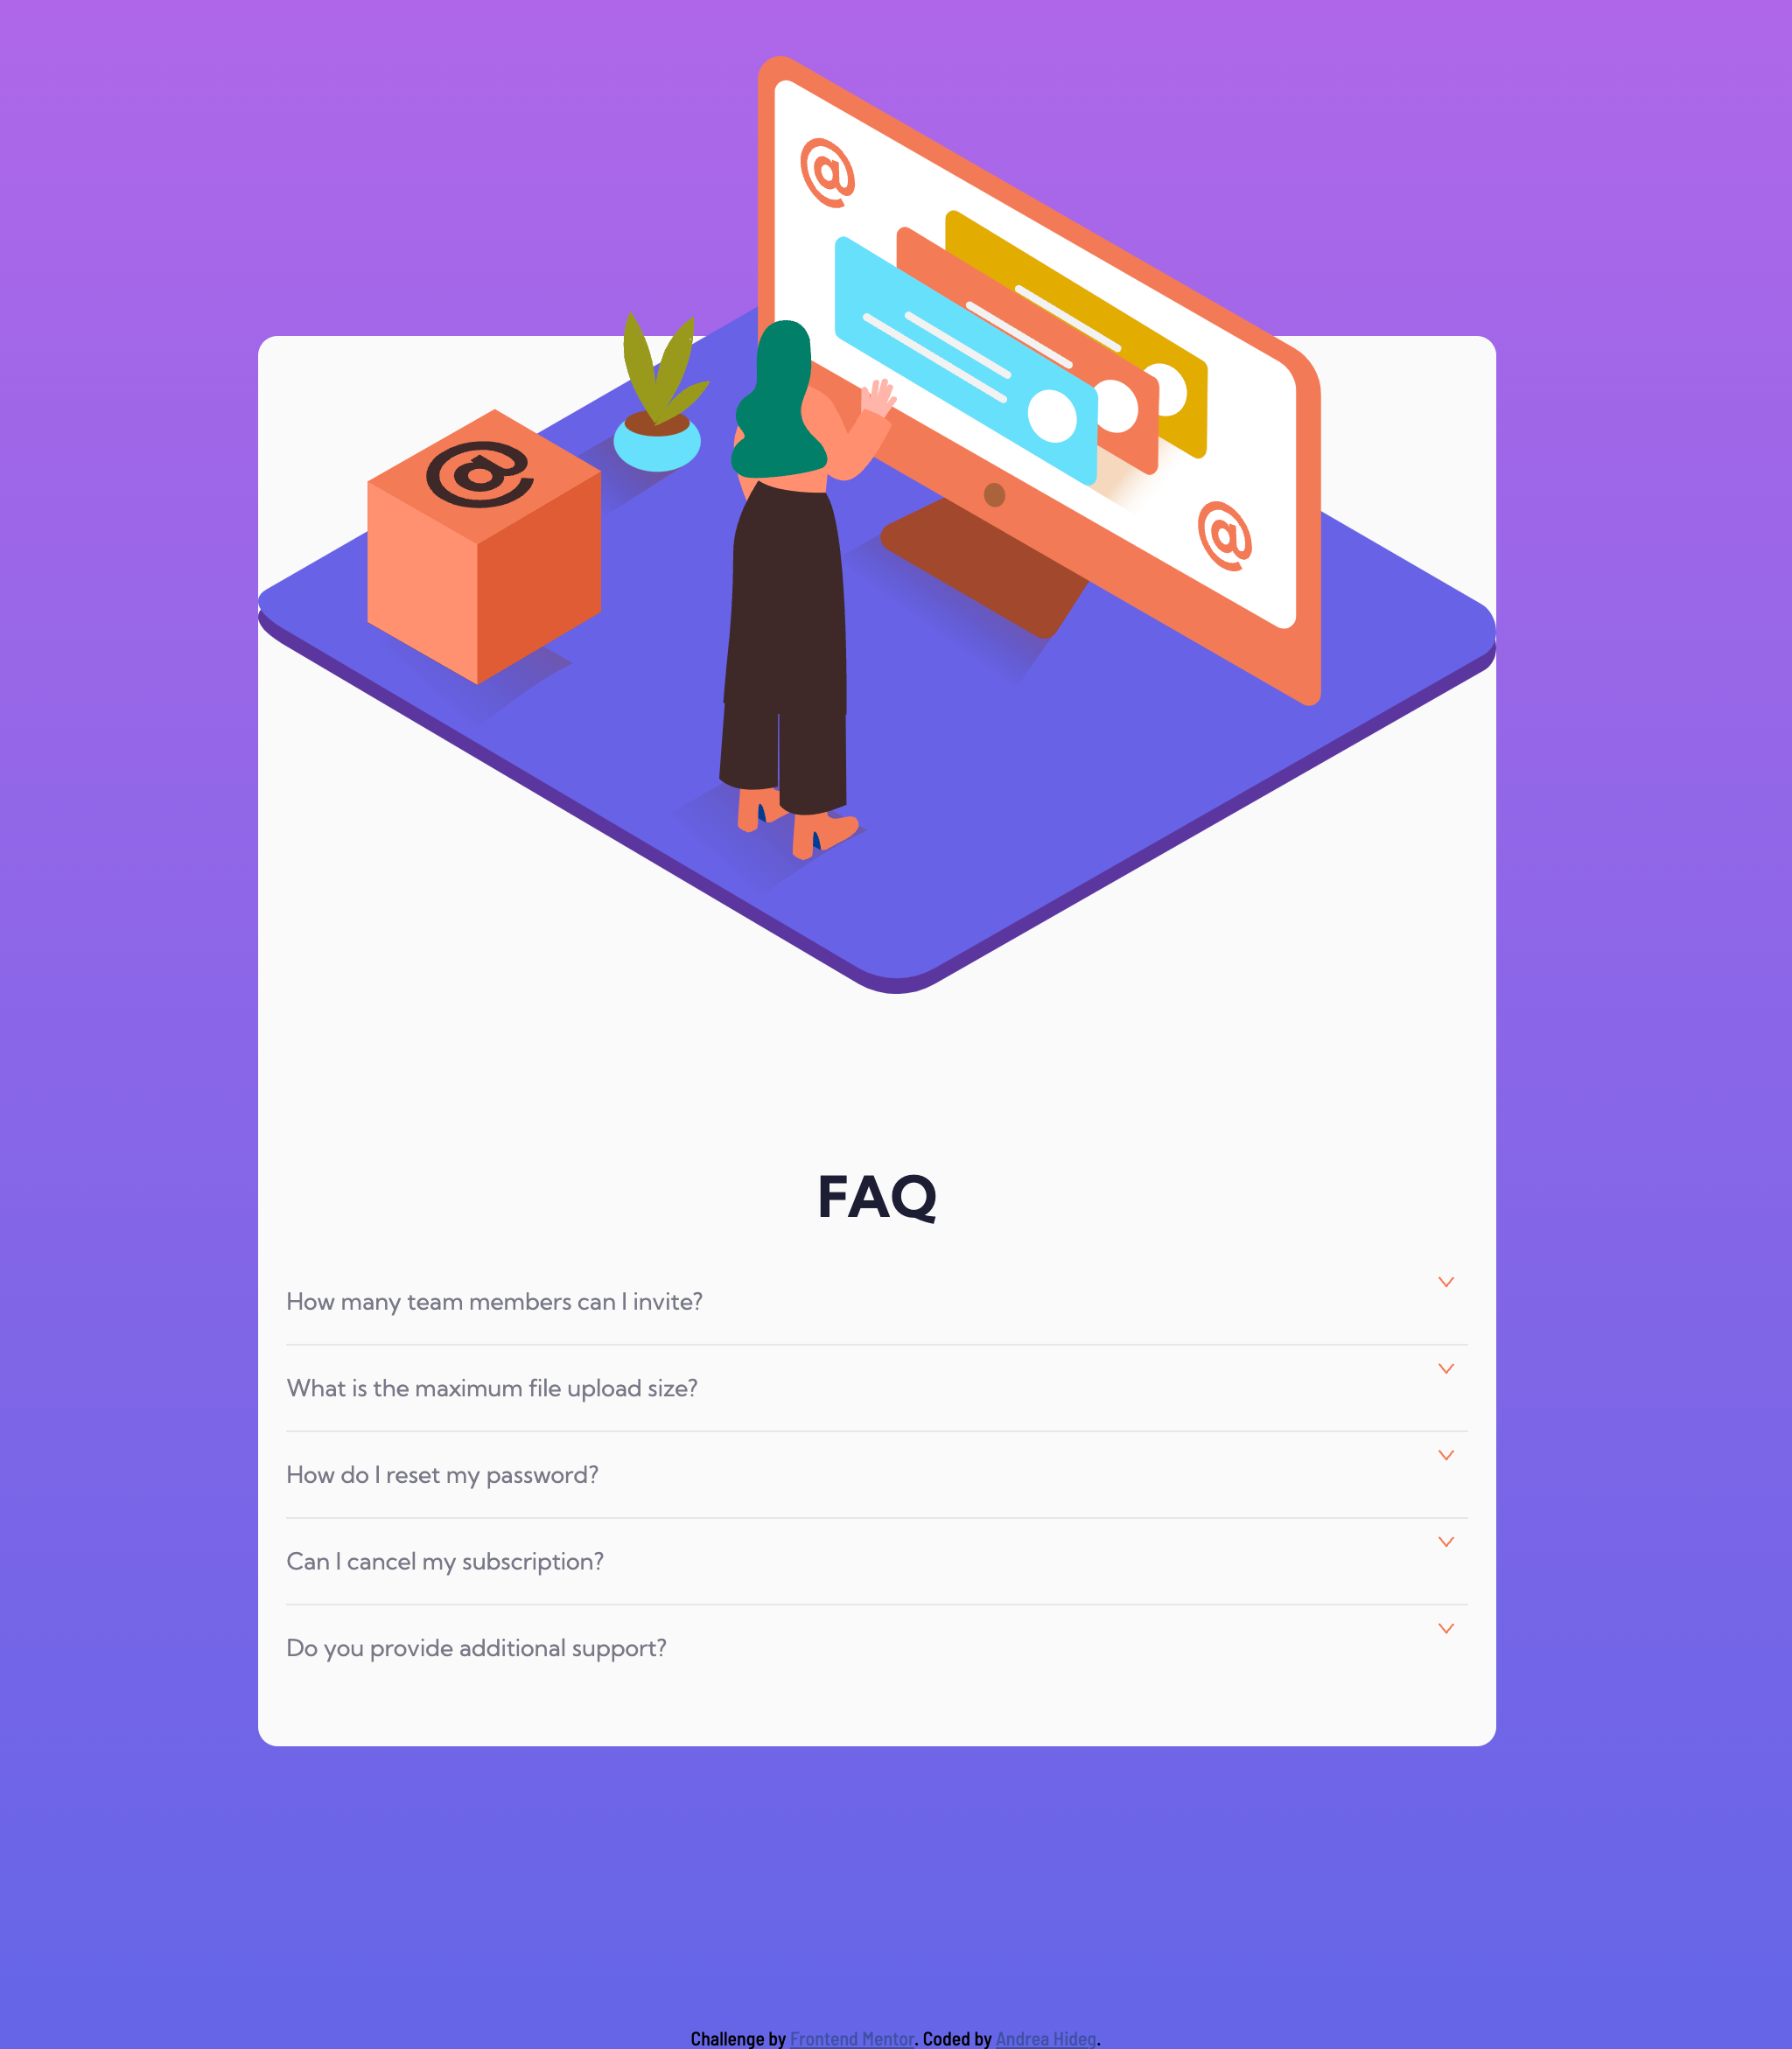 @
@
@
@
FAQ
How many team members can I invite?
What is the maximum file upload size?
How do I reset my password?
Can I cancel my subscription?
Do you provide additional support?
Challenge by Frontend Mentor. Coded by Andrea Hideg.